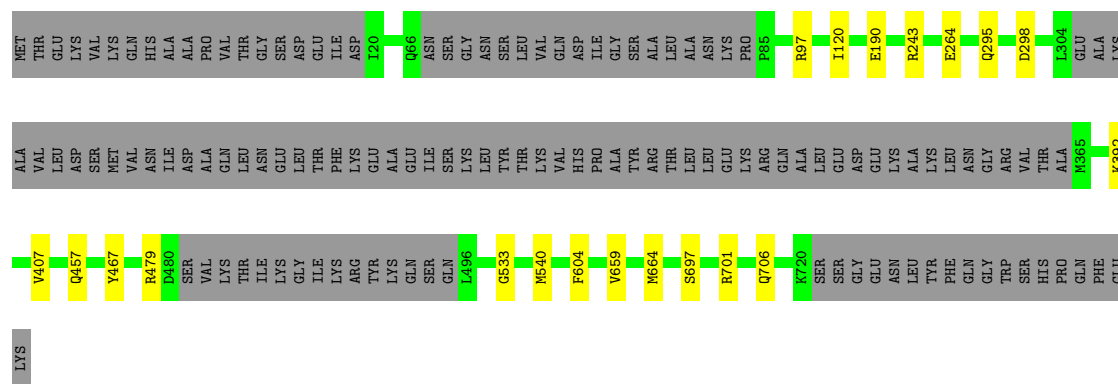 MET THR GLU LYS VAL LYS GLN HIS ALA ALA PRO VAL THR GLY SER ASP GLU ILE ASP I20 Q66 ASN SER GLY ASN SER LEU VAL GLN ASP ILE GLY SER ALA LEU ALA ASN LYS PRO P85 R97 I120 E190 R243 E264 Q295 D298 L304 GLU ALA LYS
ALA VAL LEU ASP SER MET VAL ASN ILE ASP ASP ALA GLN LEU ASN GLU LEU THR PHE LYS GLU ALA GLU ILE SER LYS LEU TYR THR LYS VAL HIS PRO ALA TYR ARG THR LEU LEU GLU LYS ARG GLN ALA LEU GLU ASP GLU LYS ALA LYS LEU ASN GLY ARG VAL THR ALA M365 K392
V407 Q457 Y467 R479 D480 SER VAL LYS THR ILE LYS GLY ILE LYS ARG TYR LYS GLN SER GLN L496 G533 M540 F604 V659 M664 S697 R701 Q706 K720 SER SER GLY GLU ASN LEU TYR PHE GLN GLY TRP SER HIS PRO GLN PHE GLU
LYS